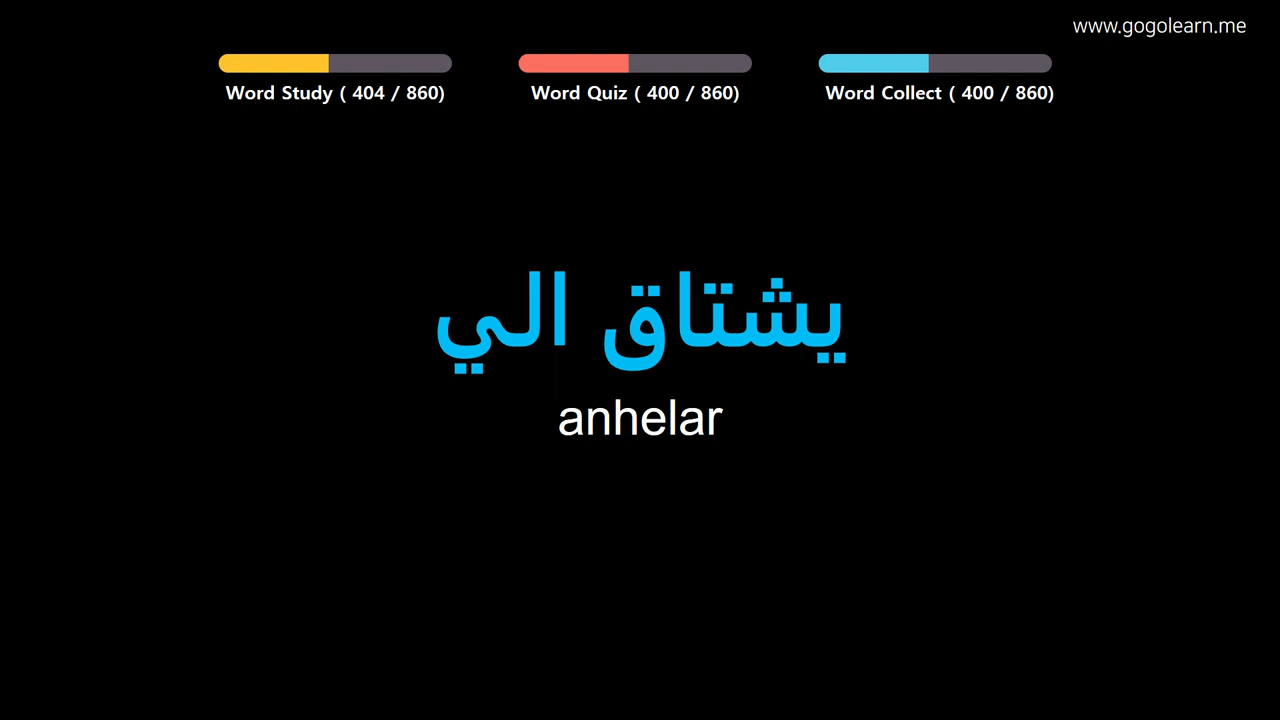 www.gogolearn.me
Word Study ( 404 / 860)
Word Quiz ( 400 / 860)
Word Collect ( 400 / 860)
يشتاق الي
anhelar